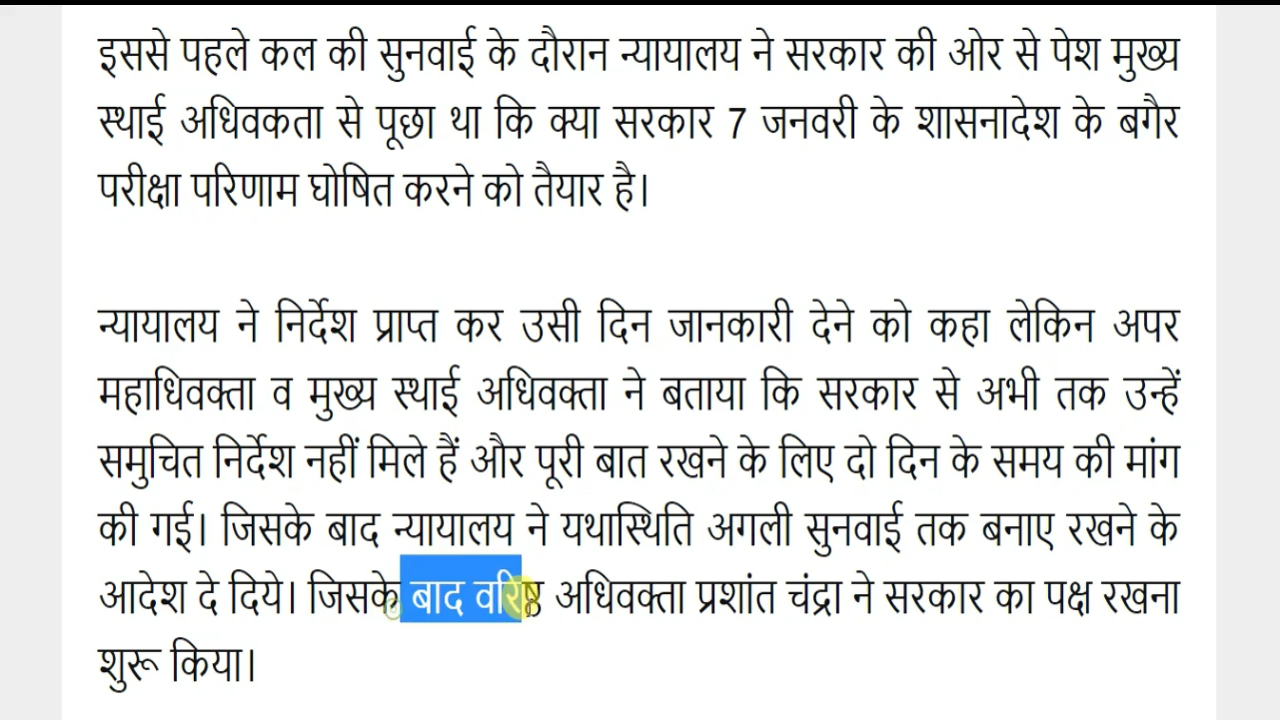 इससे पहले कल की सुनवाई के दौरान न्यायालय ने सरकार की ओर से पेश मुख्य
स्थाई अधिवकता से पूछा था कि क्या सरकार 7 जनवरी के शासनादेश के बगैर
परीक्षा परिणाम घोषित करने को तैयार है।
न्यायालय ने निर्देश प्राप्त कर उसी दिन जानकारी देने को कहा लेकिन अपर
महाधिवक्ता व मुख्य स्थाई अधिवक्ता ने बताया कि सरकार से अभी तक उन्हें
समुचित निर्देश नहीं मिले हैं और पूरी बात रखने के लिए दो दिन के समय की मांग
की गई। जिसके बाद न्यायालय ने यथास्थिति अगली सुनवाई तक बनाए रखने के
आदेश दे दिये। जिसके बाद वरिष्ठ अधिवक्ता प्रशांत चंद्रा ने सरकार का पक्ष रखना
शुरू किया।